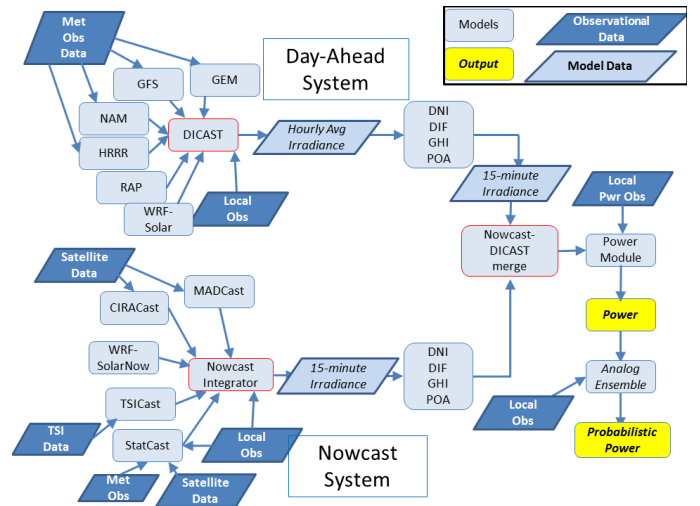 Met
Obs
Data
Day-Ahead
System
Models
Observational
Data
Output
Model Data
GFS
GEM
NAM
DICAST
HRRR
RAP
WRF-
Solar
Local
Obs
Hourly Avg
Irradiance
DNI
DIF
GHI
POA
15-minute
Irradiance
Local
Pwr Obs
Nowcast-
DICAST
merge
Power
Module
Power
Analog
Ensemble
Local
Obs
Probabilistic
Power
Satellite
Data
MADCast
CIRACast
WRF-
SolarNow
Nowcast
Integrator
15-minute
Irradiance
DNI
DIF
GHI
POA
TSICast
TSI
Data
StatCast
Local
Obs
Met
Obs
Satellite
Data
Nowcast
System